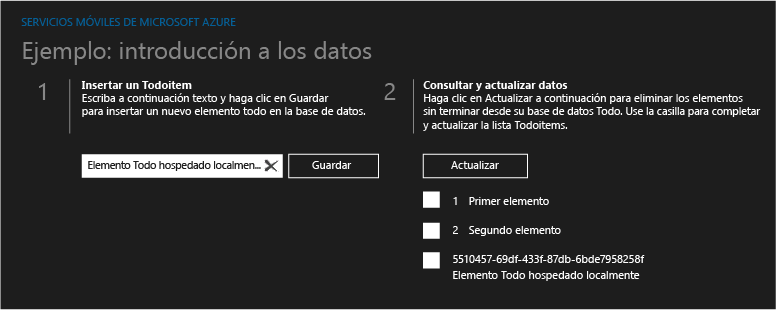 SERVICIOS MÓVILES DE MICROSOFT AZURE
Ejemplo: introducción a los datos
1
Insertar un Todoitem
Escriba a continuación texto y haga clic en Guardar
para insertar un nuevo elemento todo en la base de datos.
Elemento Todo hospedado localmen...
Guardar
2
Consultar y actualizar datos
Haga clic en Actualizar a continuación para eliminar los elementos
sin terminar desde su base de datos Todo. Use la casilla para completar
y actualizar la lista Todoitems.
Actualizar
1 Primer elemento
2 Segundo elemento
5510457-69df-433f-87db-6bde7958258f
Elemento Todo hospedado localmente